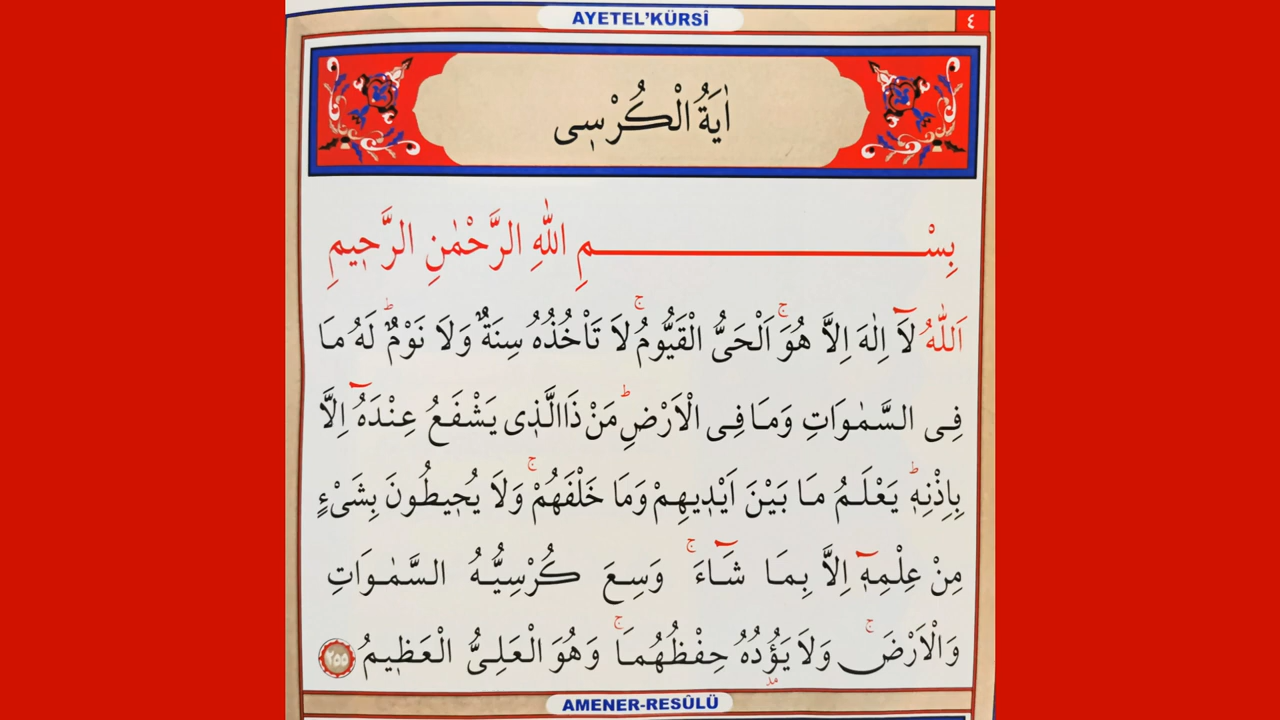 AYETEL’KÜRSÎ
٤
اٰيَةُ الْكُرْسِى
بِسْمِ اللّٰهِ الرَّحْمٰنِ الرَّحِيمِ
اَللّٰهُ لَٓا اِلٰهَ اِلَّا هُوَۚ اَلْحَىُّ الْقَيُّومُۚ لَا تَاْخُذُهُ سِنَةٌ وَلَا نَوْمٌۜ لَهُ مَا
فِى السَّمٰوَاتِ وَمَا فِى الْاَرْضِۜ مَنْ ذَا الَّذِى يَشْفَعُ عِنْدَهُٓ اِلَّا
بِاِذْنِهٖۜ يَعْلَمُ مَا بَيْنَ اَيْدٖيهِمْ وَمَا خَلْفَهُمْۚ وَلَا يُحٖيطُونَ بِشَىْءٍ
مِنْ عِلْمِهٖٓ اِلَّا بِمَا شَٓاءَۚ وَسِعَ كُرْسِيُّهُ السَّمٰوَاتِ
وَالْاَرْضَۚ وَلَا يَؤُدُهُ حِفْظُهُمَاۚ وَهُوَ الْعَلِىُّ الْعَظٖيمُ ٢٥٥
AMENER-RESÛLÜ